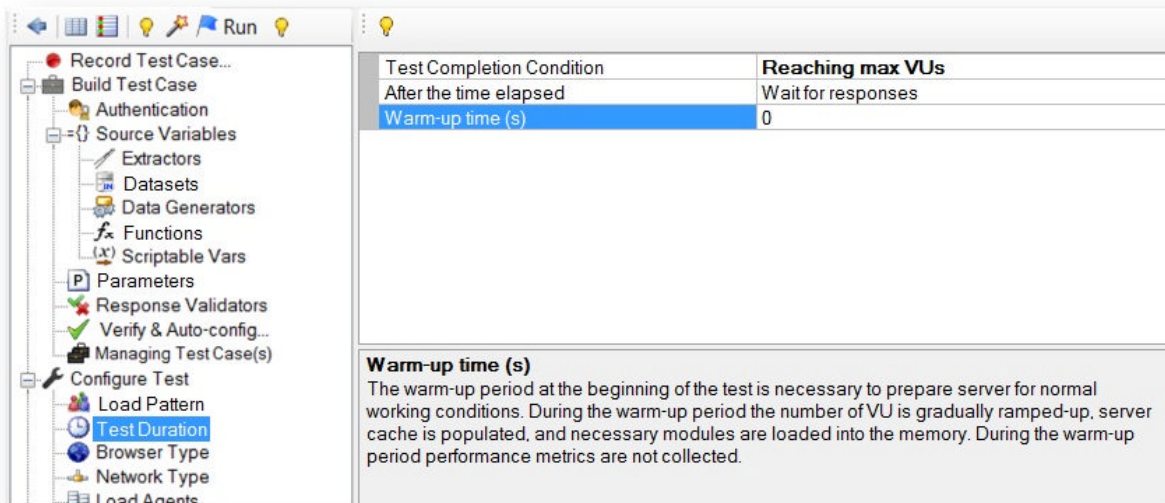 Run
Record Test Case...
Build Test Case
Authentication
={} Source Variables
Extractors
IN Datasets
Data Generators
fx Functions
(x) Scriptable Vars
P Parameters
Response Validators
Verify & Auto-config...
Managing Test Case(s)
Configure Test
Load Pattern
Test Duration
Browser Type
Network Type
Load Agents
Test Completion Condition Reaching max VUs
After the time elapsed Wait for responses
Warm-up time (s) 0
Warm-up time (s)
The warm-up period at the beginning of the test is necessary to prepare server for normal
working conditions. During the warm-up period the number of VU is gradually ramped-up, server
cache is populated, and necessary modules are loaded into the memory. During the warm-up
period performance metrics are not collected.